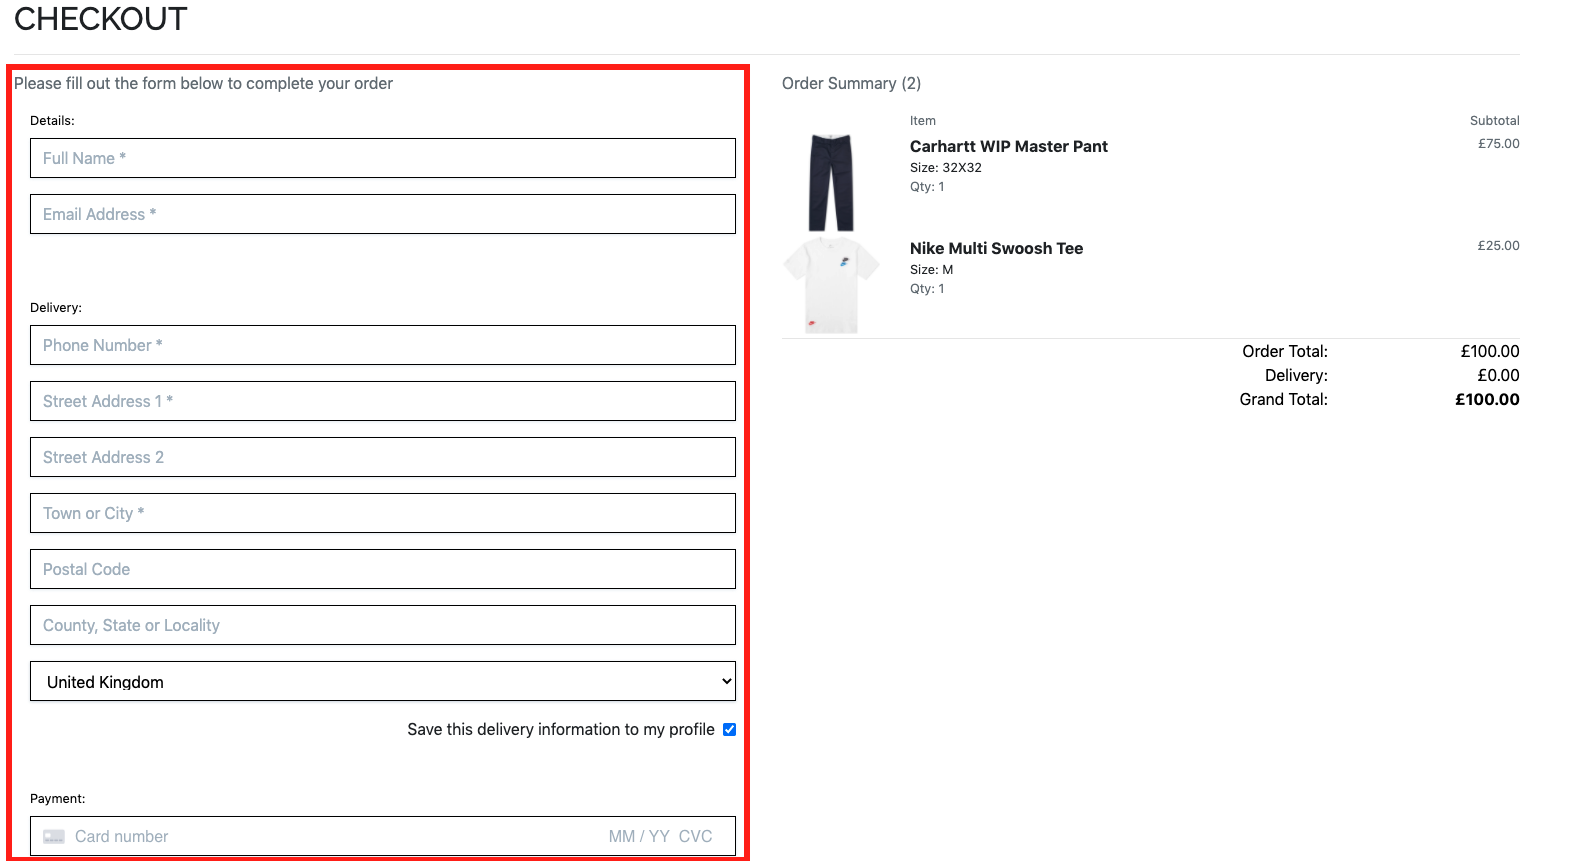 CHECKOUT
Please fill out the form below to complete your order
Details:
Full Name *
Email Address *
Delivery:
Phone Number *
Street Address 1 *
Street Address 2
Town or City *
Postal Code
County, State or Locality
United Kingdom
Save this delivery information to my profile
Payment:
Card number MM / YY CVC
Order Summary (2)
Item Subtotal
Carhartt WIP Master Pant £75.00
Size: 32X32
Qty: 1
Nike Multi Swoosh Tee £25.00
Size: M
Qty: 1
Order Total: £100.00
Delivery: £0.00
Grand Total: £100.00